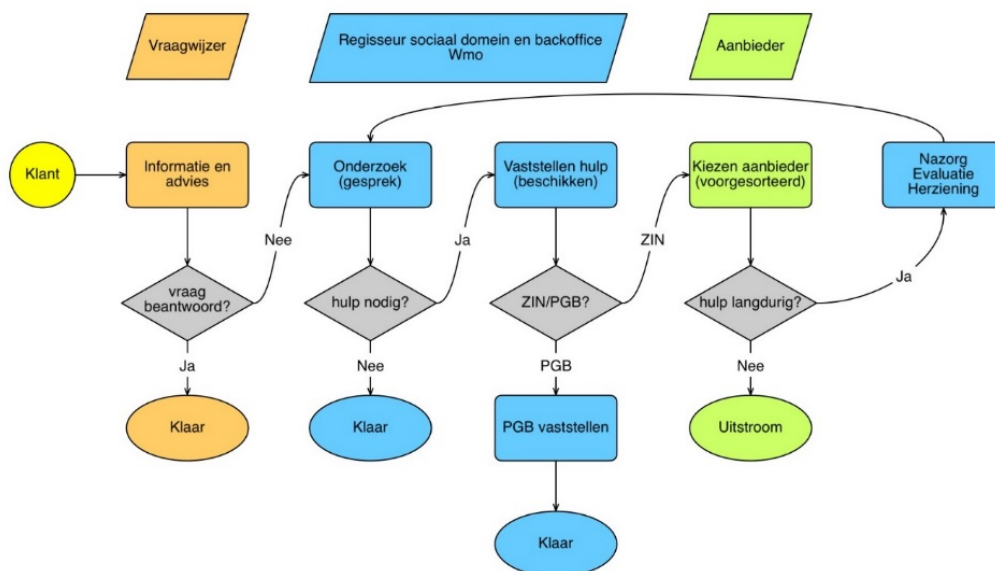 Vraagwijzer
Regisseur sociaal domein en backoffice
Wmo
Aanbieder
Klant
Informatie en
advies
Onderzoek
(gesprek)
Vaststellen hulp
(beschikken)
Kiezen aanbieder
(voorgesorteerd)
Nazorg
Evaluatie
Herziening
Nee
Ja
ZIN
Ja
vraag
beantwoord?
hulp nodig?
ZIN/PGB?
hulp langdurig?
Ja
Nee
PGB
Nee
Klaar
Klaar
PGB vaststellen
Uitstroom
Klaar